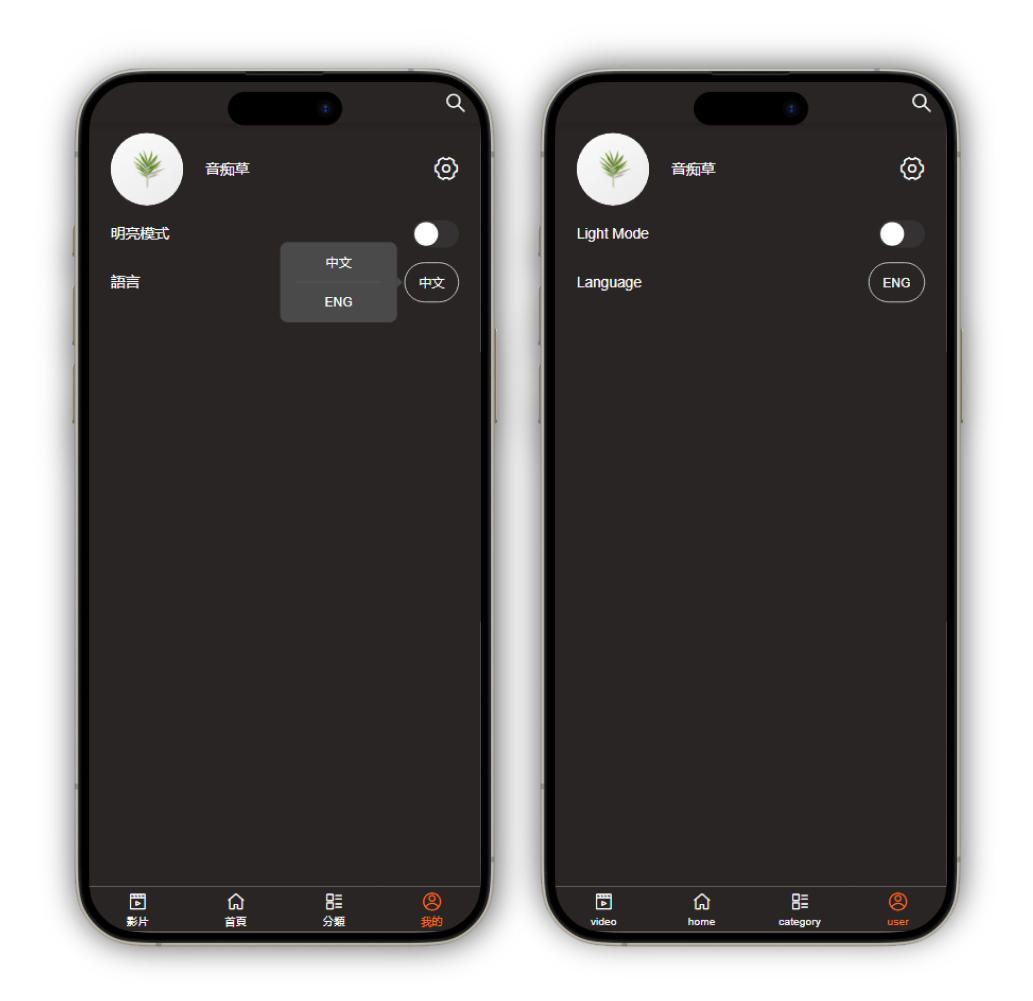 音痴草
明亮模式
語言
中文
中文
ENG
影片
首頁
分類
我的
音痴草
Light Mode
Language
ENG
video
home
category
user